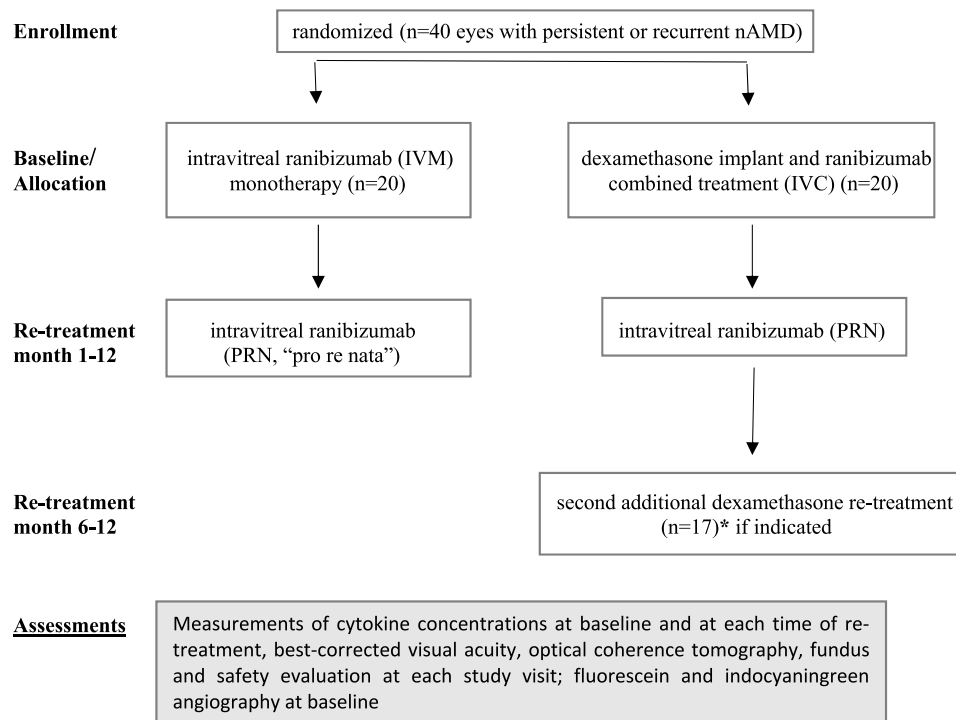 Enrollment
randomized (n=40 eyes with persistent or recurrent nAMD)
Baseline/
Allocation
intravitreal ranibizumab (IVM)
monotherapy (n=20)
dexamethasone implant and ranibizumab
combined treatment (IVC) (n=20)
Re-treatment
month 1-12
intravitreal ranibizumab
(PRN, “pro re nata”)
intravitreal ranibizumab (PRN)
Re-treatment
month 6-12
second additional dexamethasone re-treatment
(n=17)* if indicated
Assessments
Measurements of cytokine concentrations at baseline and at each time of re-
treatment, best-corrected visual acuity, optical coherence tomography, fundus
and safety evaluation at each study visit; fluorescein and indocyaningreen
angiography at baseline